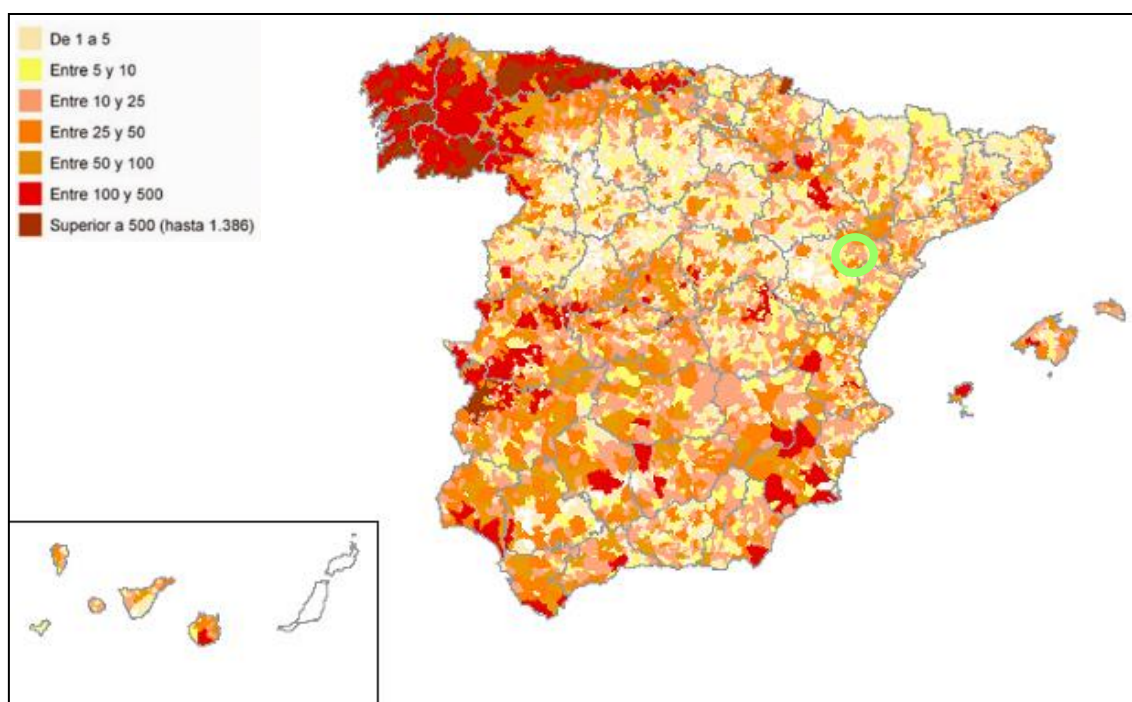 De 1 a 5
Entre 5 y 10
Entre 10 y 25
Entre 25 y 50
Entre 50 y 100
Entre 100 y 500
Superior a 500 (hasta 1.386)